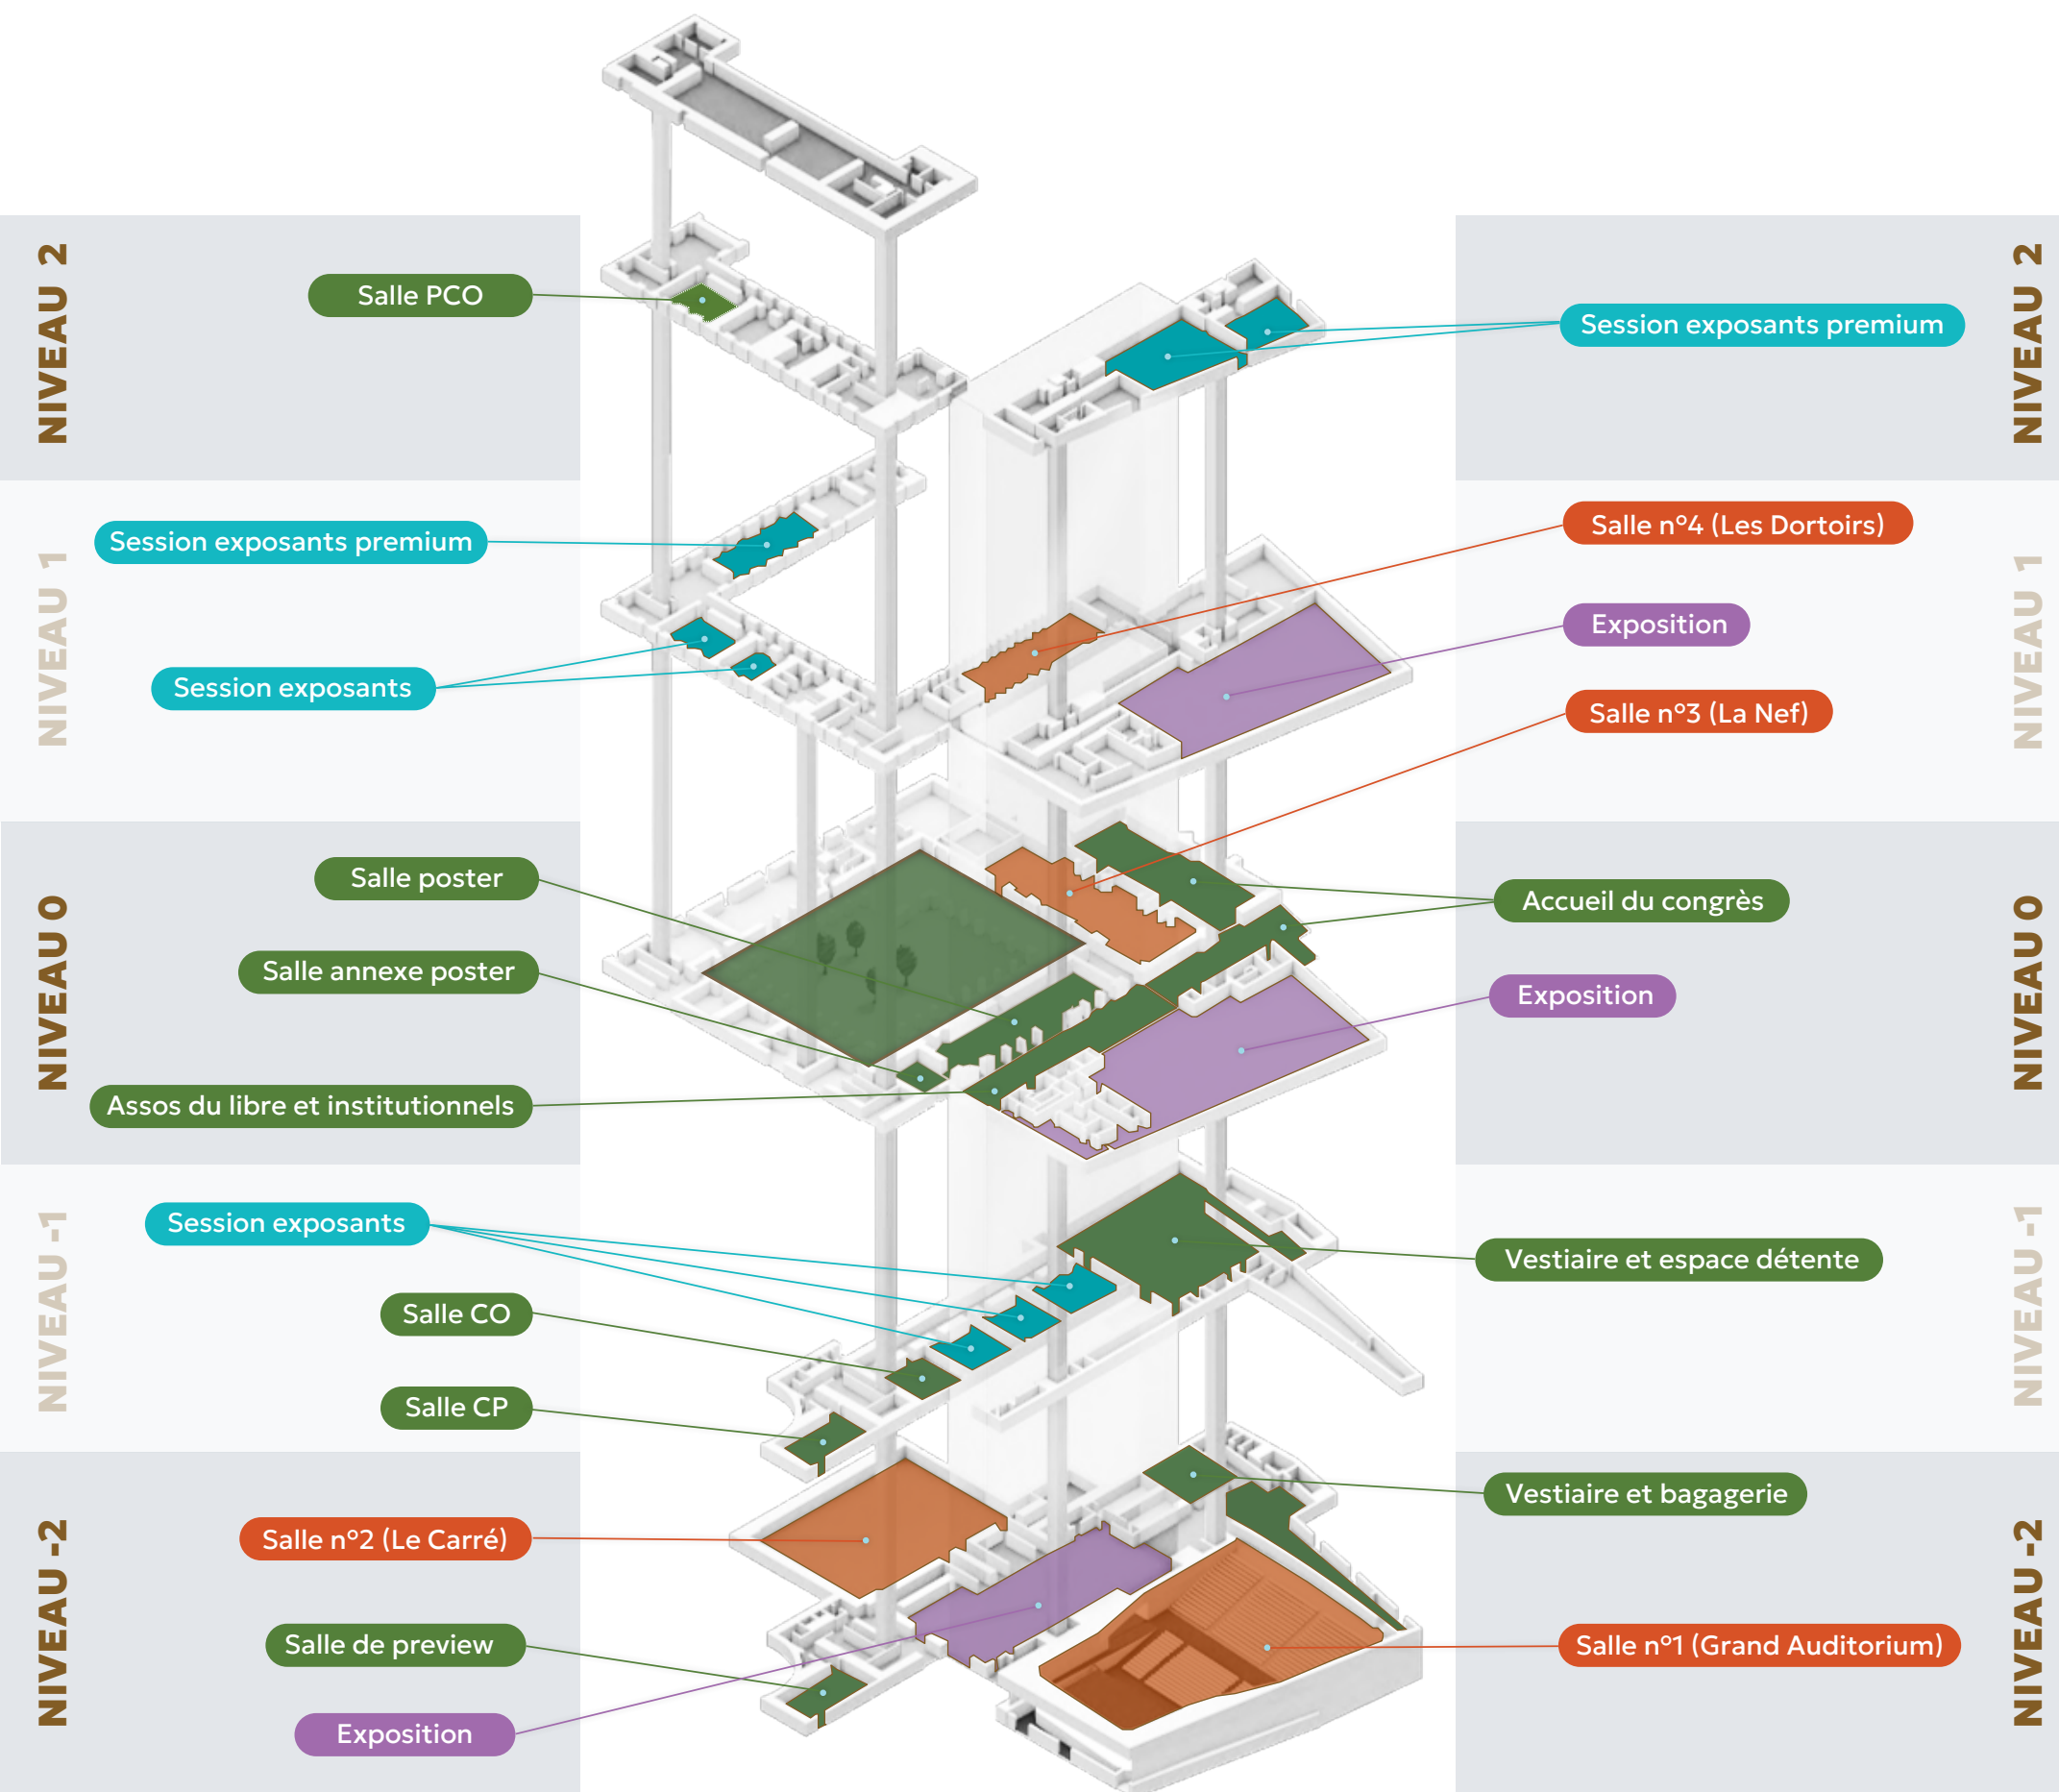 NIVEAU 2
Salle PCO
Session exposants premium
NIVEAU 2
NIVEAU 1
Session exposants premium
Session exposants
Salle n°4 (Les Dortoirs)
Exposition
Salle n°3 (La Nef)
NIVEAU 1
NIVEAU 0
Salle poster
Salle annexe poster
Assos du libre et institutionnels
Accueil du congrès
Exposition
NIVEAU 0
NIVEAU -1
Session exposants
Salle CO
Salle CP
Vestiaire et espace détente
NIVEAU -1
NIVEAU -2
Salle n°2 (Le Carré)
Salle de preview
Exposition
Vestiaire et bagagerie
Salle n°1 (Grand Auditorium)
NIVEAU -2